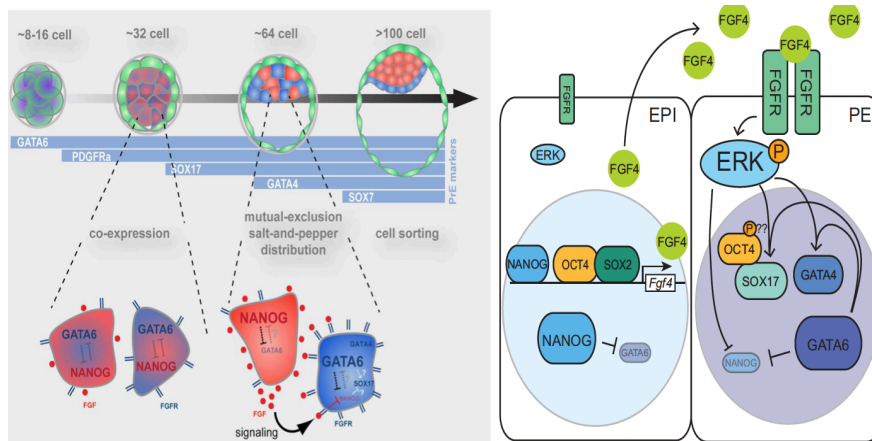 ~8-16 cell
~32 cell
~64 cell
>100 cell
GATA6
PDGFRa
SOX17
GATA4
SOX7
PrE markers
co-expression
mutual-exclusion
salt-and-pepper
distribution
cell sorting
GATA6
NANOG
FGF
GATA6
NANOG
FGFR
NANOG
GATA6
FGF
signaling
GATA4
GATA6
SOX17
NANOG
FGFR
FGF4
FGF4
FGF4
FGF4
FGFR
FGFR
FGFR
EPI
PE
ERK
FGF4
ERK
P
FGF4
NANOG
OCT4
SOX2
Fgf4
NANOG
GATA6
P
??
OCT4
SOX17
GATA4
NANOG
GATA6